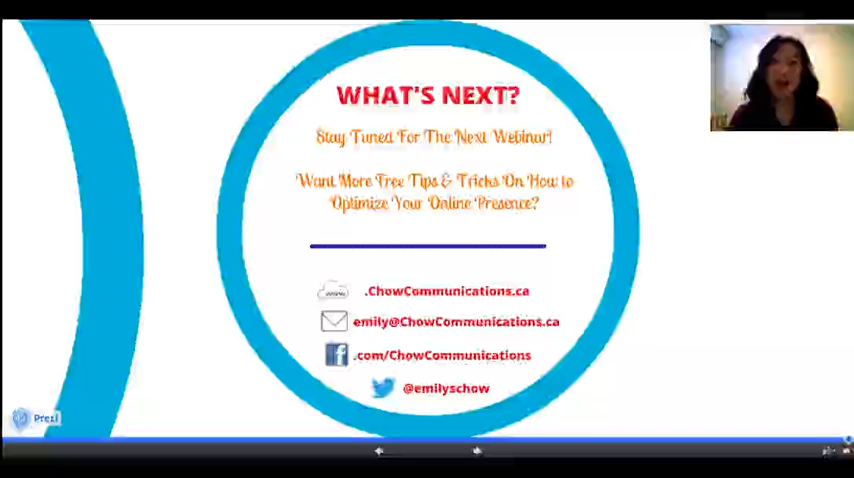 WHAT'S NEXT?
Stay Tuned For The Next Webinar!
Want More Free Tips & Tricks On How to
Optimize Your Online Presence?
.ChowCommunications.ca
emily@ChowCommunications.ca
f .com/ChowCommunications
@emilyschow
Prezi